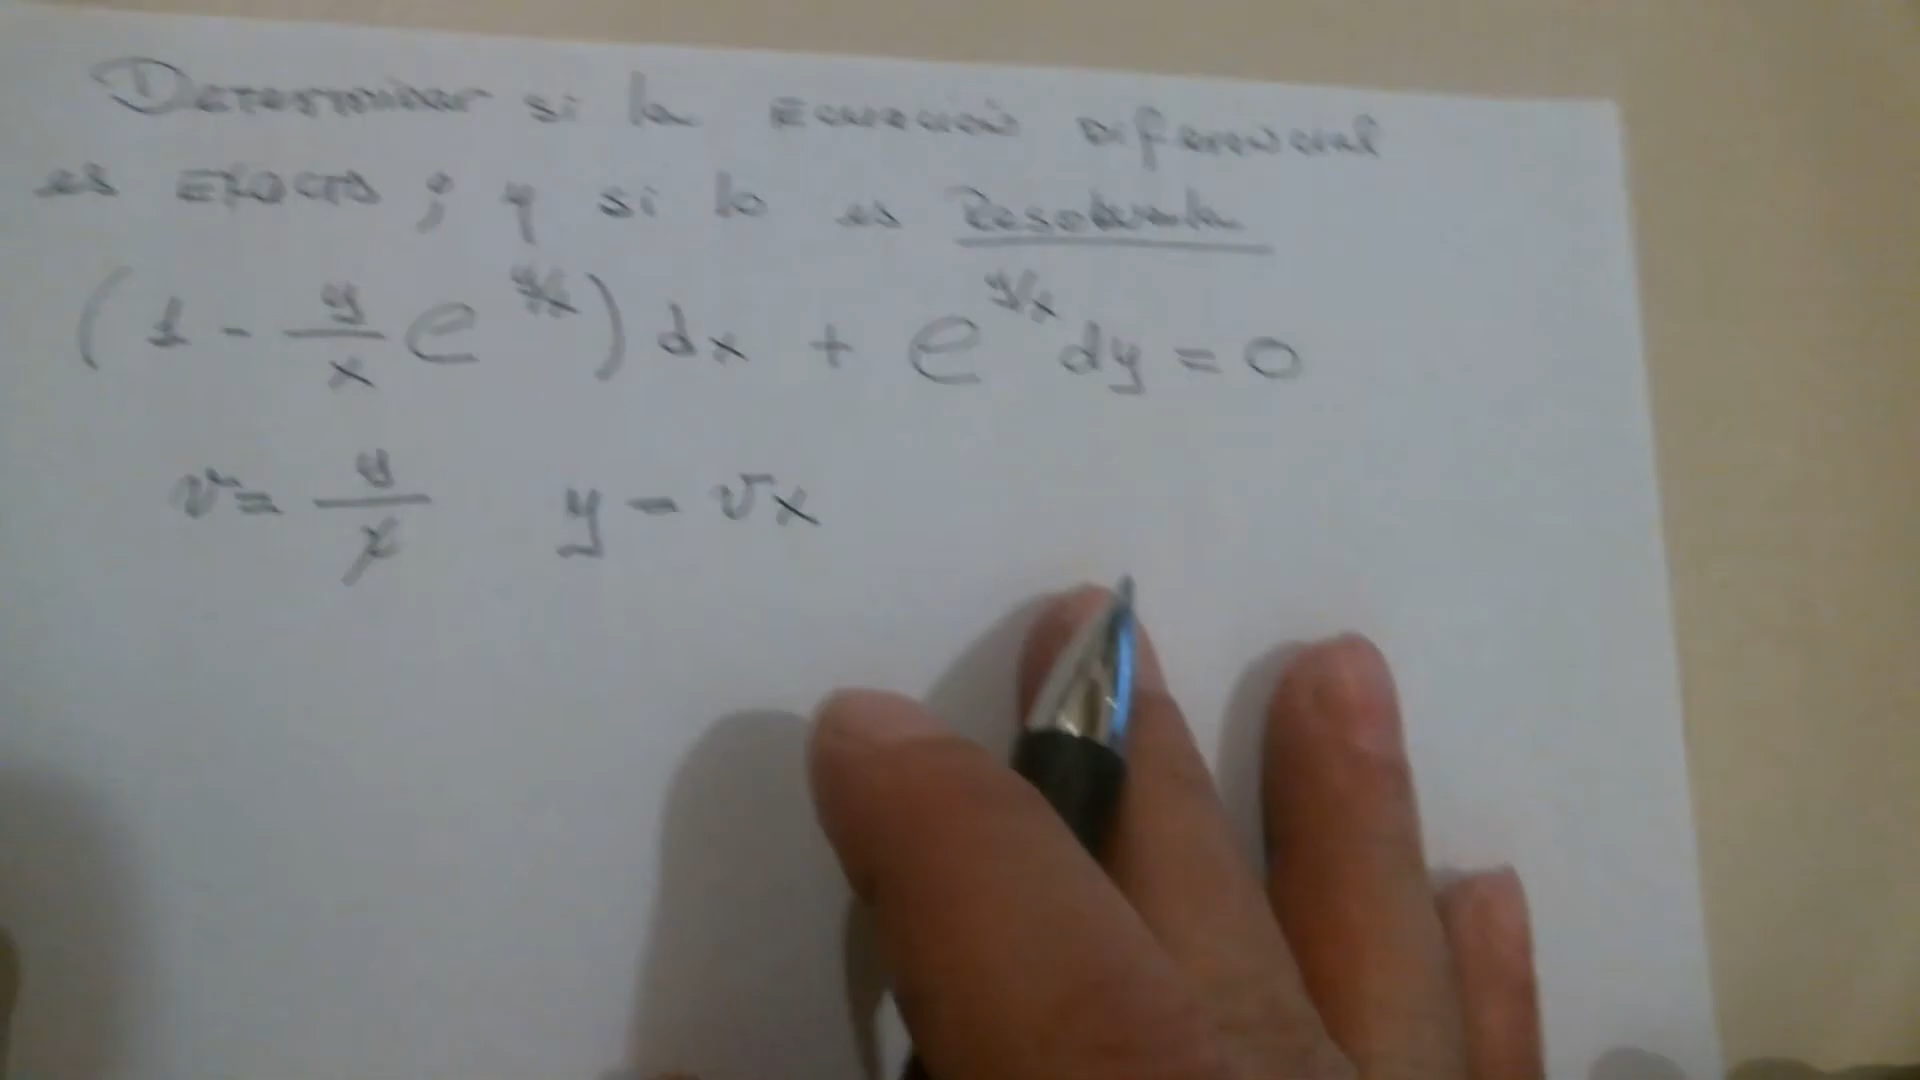 Determinar si la Ecuación Diferencial
es Exacta ; y si lo es Resolverla
(1 - y/x e^{y/x}) dx + e^{y/x} dy = 0
v = y/x   y = vx